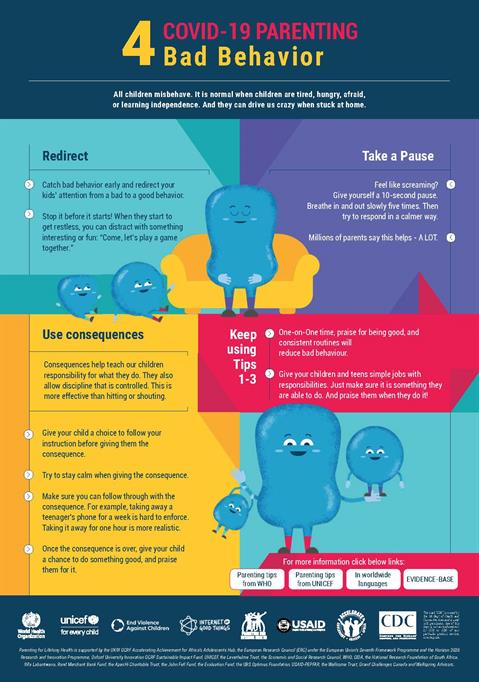 4
COVID-19 PARENTING
Bad Behavior
All children misbehave. It is normal when children are tired, hungry, afraid,
or learning independence. And they can drive us crazy when stuck at home.
Redirect
Catch bad behavior early and redirect your
kids' attention from a bad to a good behavior.
Stop it before it starts! When they start to
get restless, you can distract with something
interesting or fun: "Come, let's play a game
together."
Take a Pause
Feel like screaming?
Give yourself a 10-second pause.
Breathe in and out slowly five times. Then
try to respond in a calmer way.
Millions of parents say this helps - A LOT.
Use consequences
Consequences help teach our children
responsibility for what they do. They also
allow discipline that is controlled. This is
more effective than hitting or shouting.
Give your child a choice to follow your
instruction before giving them the
consequence.
Try to stay calm when giving the consequence.
Make sure you can follow through with the
consequence. For example, taking away a
teenager's phone for a week is hard to enforce.
Taking it away for one hour is more realistic.
Once the consequence is over, give your child
a chance to do something good, and praise
them for it.
Keep
using
Tips
1-3
One-on-One time, praise for being good, and
consistent routines will
reduce bad behaviour.
Give your children and teens simple jobs with
responsibilities. Just make sure it is something they
are able to do. And praise them when they do it!
For more information click below links:
Parenting tips
from WHO
Parenting tips
from UNICEF
In worldwide
languages
EVIDENCE-BASE
World Health
Organization
unicef
for every child
End Violence
Against Children
INTERNET OF
GOOD THINGS
USAID
CDC